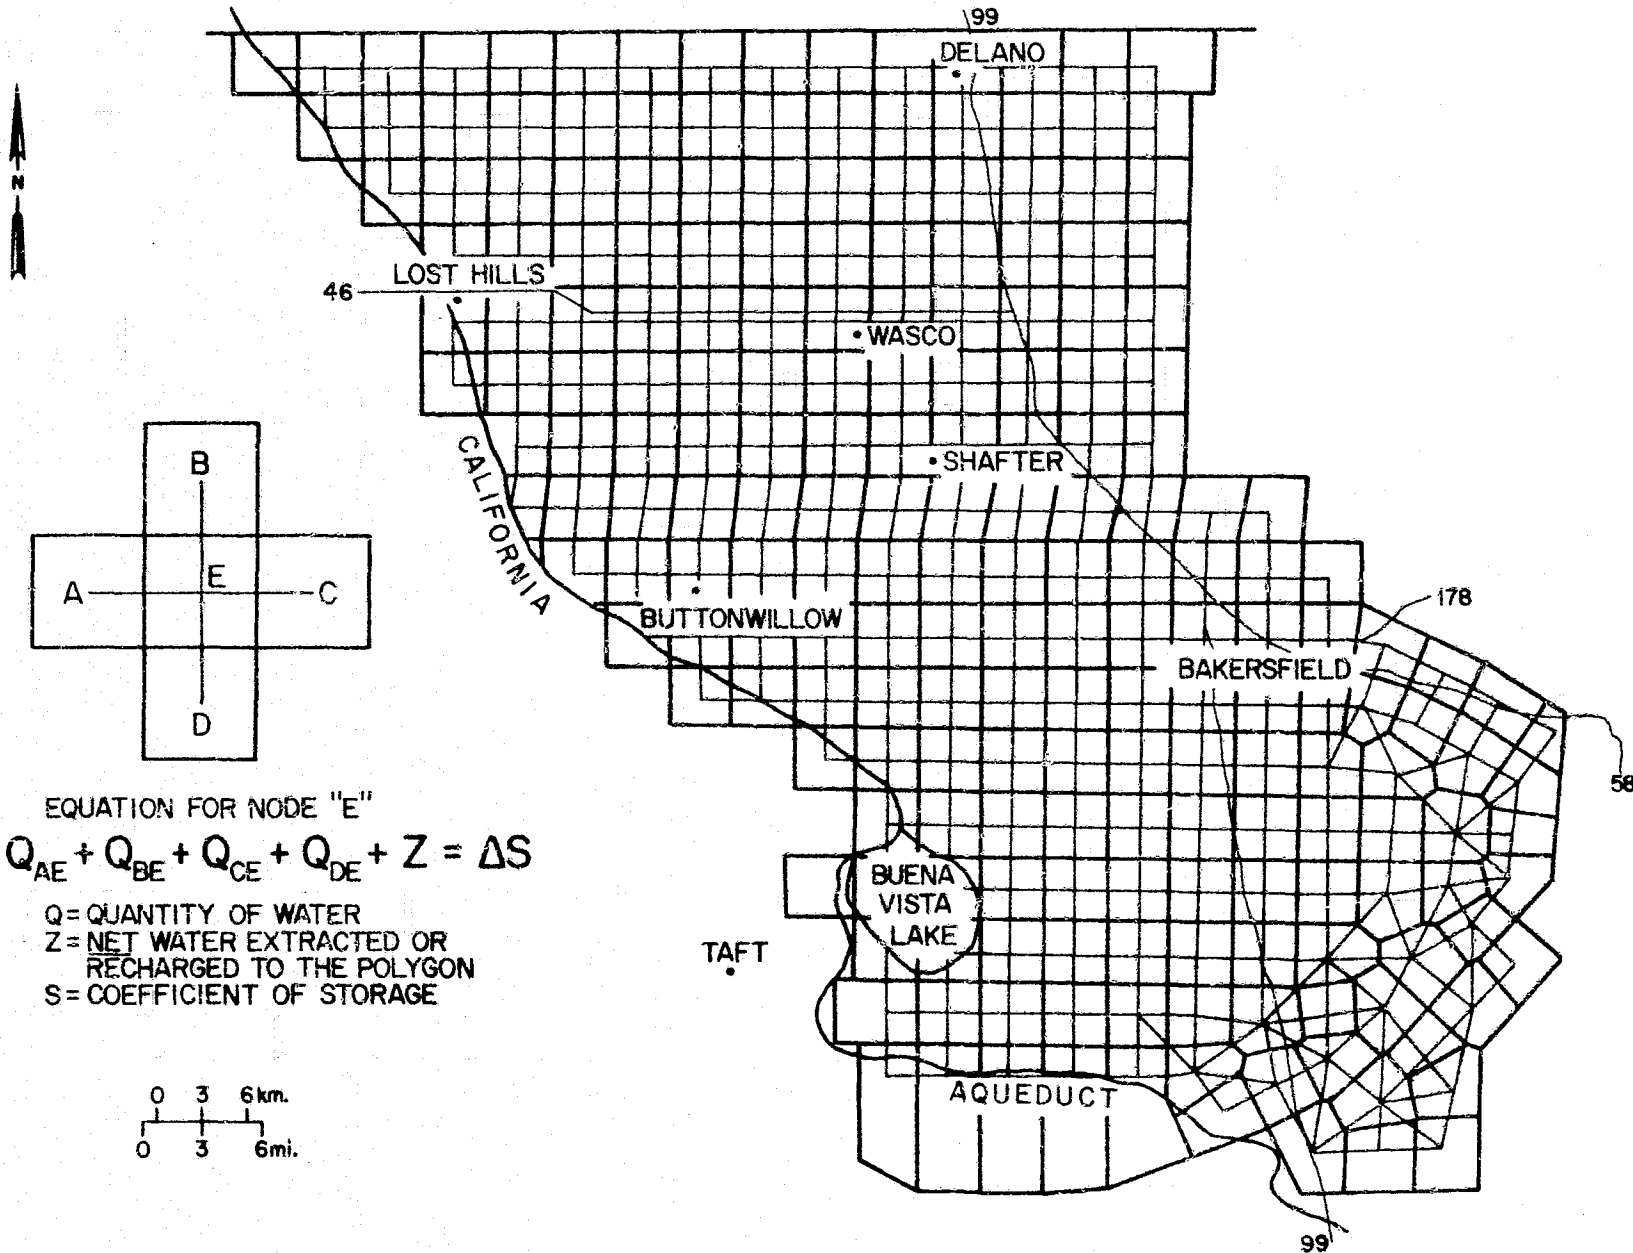 99
DELANO
N
LOST HILLS
46
WASCO
CALIFORNIA
SHAFTER
B
A
E
C
D
BUTTONWILLOW
178
BAKERSFIELD
58
EQUATION FOR NODE "E"
Q_AE + Q_BE + Q_CE + Q_DE + Z = ΔS
Q= QUANTITY OF WATER
Z= NET WATER EXTRACTED OR
RECHARGED TO THE POLYGON
S= COEFFICIENT OF STORAGE
BUENA
VISTA
LAKE
TAFT
AQUEDUCT
0 3 6 km.
0 3 6 mi.
99